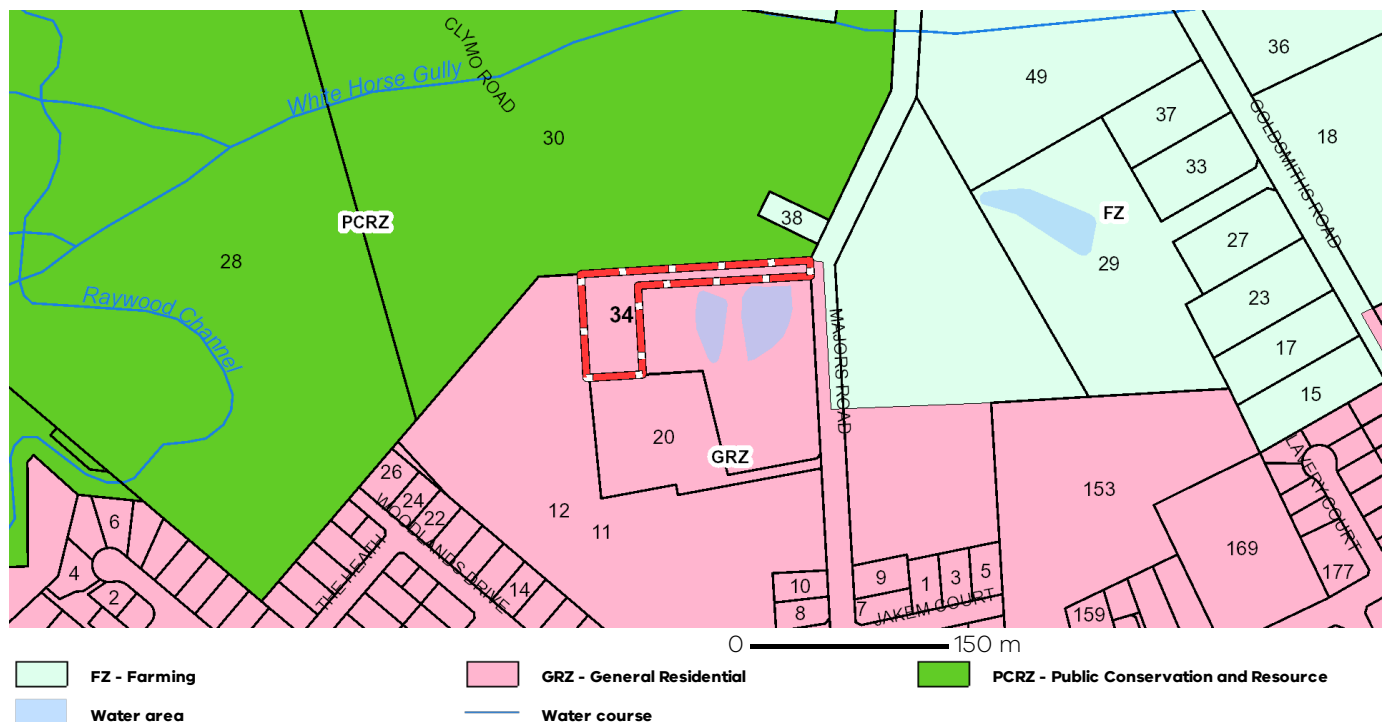 CLYMO ROAD
36
49
White Horse Gully
37
GOLDSMITHS ROAD
18
30
33
38
PCRZ
FZ
27
28
29
Raywood Channel
34
23
MAJORS ROAD
17
15
20
GRZ
26
24
22
WOODLANDS DRIVE
LAVERY COURT
153
12
11
6
THE HEATH
169
4
2
14
10
9
1
3
5
177
8
7
JAKEM COURT
159
0 150 m
FZ - Farming
GRZ - General Residential
PCRZ - Public Conservation and Resource
Water area
Water course